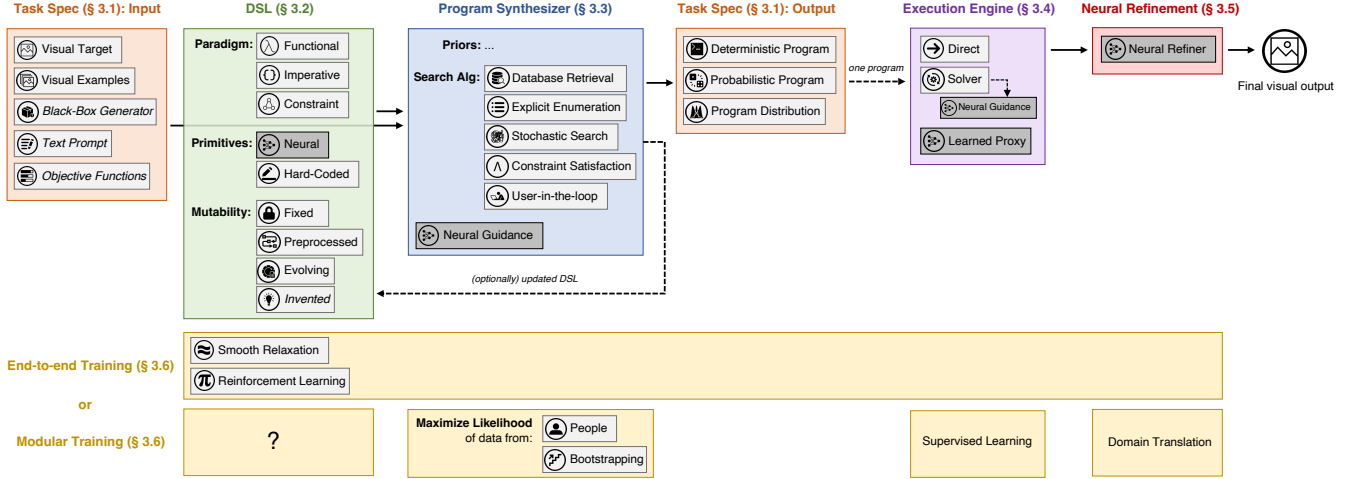 Task Spec (§ 3.1): Input
Visual Target
Visual Examples
Black-Box Generator
Text Prompt
Objective Functions
DSL (§ 3.2)
Paradigm:
Functional
Imperative
Constraint
Primitives:
Neural
Hard-Coded
Mutability:
Fixed
Preprocessed
Evolving
Invented
Program Synthesizer (§ 3.3)
Priors: ...
Search Alg:
Database Retrieval
Explicit Enumeration
Stochastic Search
Constraint Satisfaction
User-in-the-loop
Neural Guidance
(optionally) updated DSL
Task Spec (§ 3.1): Output
Deterministic Program
Probabilistic Program
Program Distribution
one program
Execution Engine (§ 3.4)
Direct
Solver
Neural Guidance
Learned Proxy
Neural Refinement (§ 3.5)
Neural Refiner
Final visual output
End-to-end Training (§ 3.6)
Smooth Relaxation
Reinforcement Learning
or
Modular Training (§ 3.6)
?
Maximize Likelihood
of data from:
People
Bootstrapping
Supervised Learning
Domain Translation